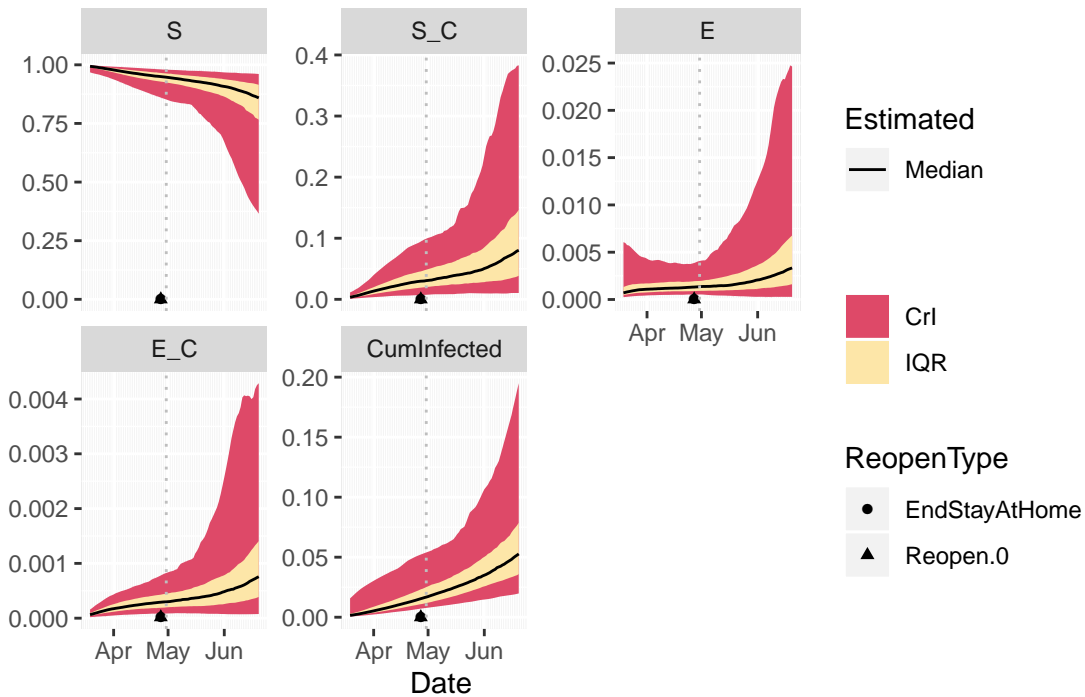 S
1.00
0.75
0.50
0.25
0.00
S_C
0.4
0.3
0.2
0.1
0.0
E
0.025
0.020
0.015
0.010
0.005
0.000
Apr May Jun
E_C
0.004
0.003
0.002
0.001
0.000
Apr May Jun
CumInfected
0.20
0.15
0.10
0.05
0.00
Apr May Jun
Date
Estimated
Median
CrI
IQR
ReopenType
EndStayAtHome
Reopen.0